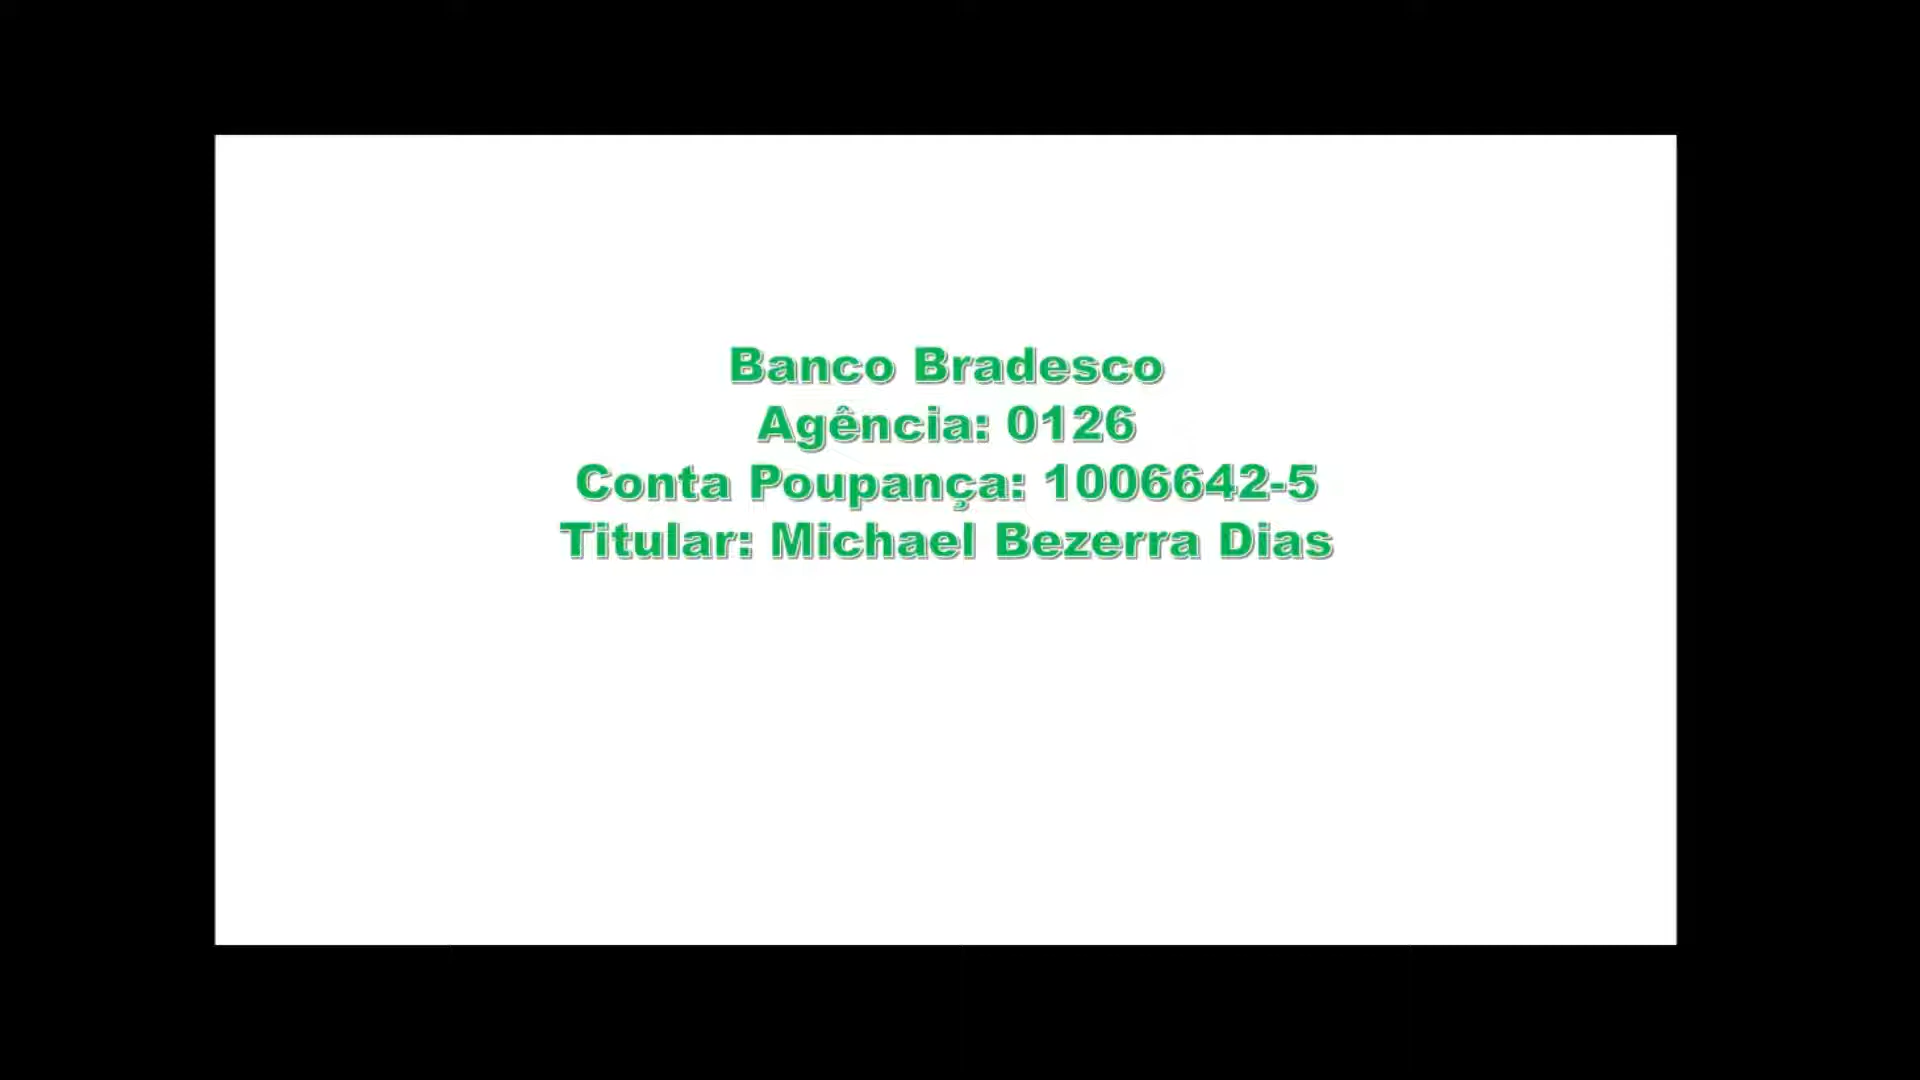 Banco Bradesco
Agência: 0126
Conta Poupança: 1006642-5
Titular: Michael Bezerra Dias